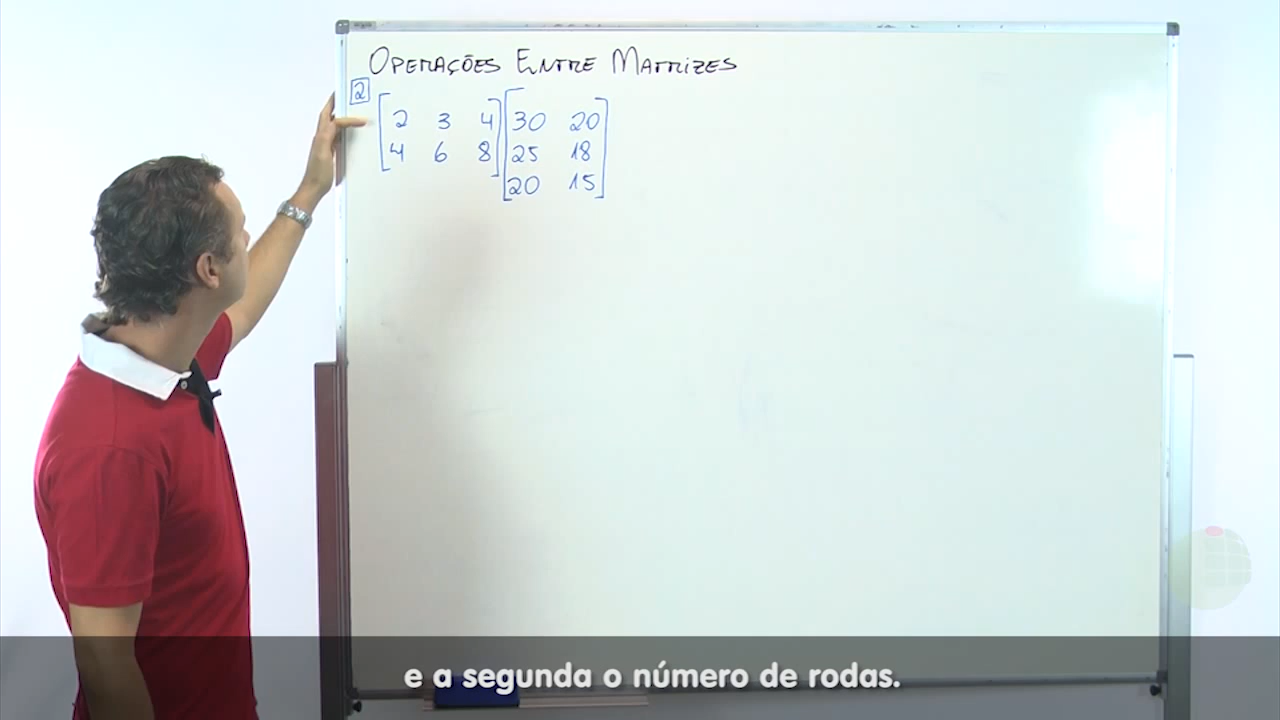 OPERAÇÕES ENTRE MATRIZES
2
2 3 4 30 20
4 6 8 25 18
20 15
e a segunda o número de rodas.